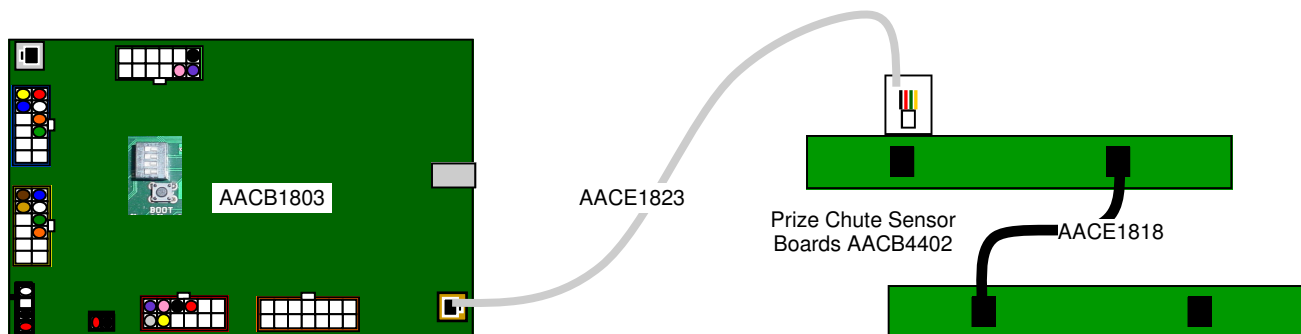 AACB1803
BOOT
AACE1823
Prize Chute Sensor
Boards AACB4402
AACE1818